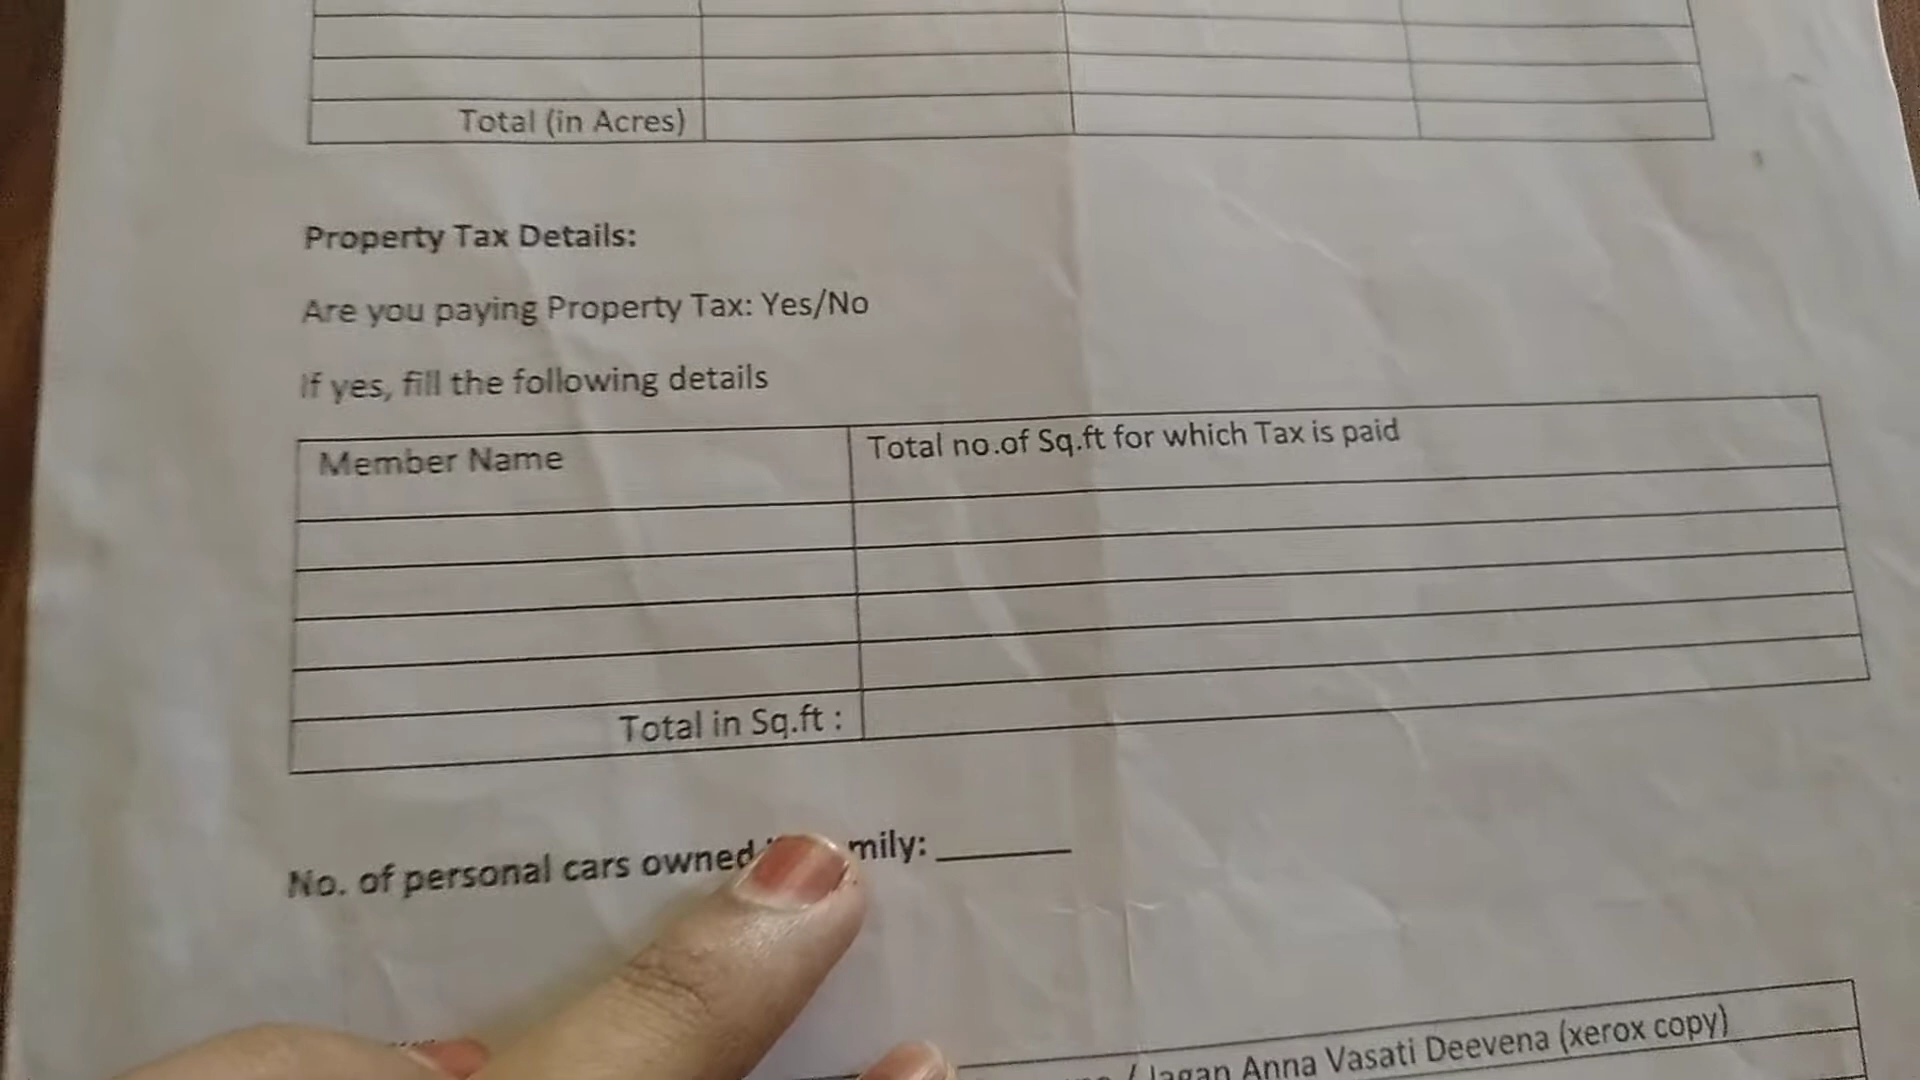 Total (in Acres)
Property Tax Details:
Are you paying Property Tax: Yes/No
If yes, fill the following details
Member Name
Total no.of Sq.ft for which Tax is paid
Total in Sq.ft :
No. of personal cars owned mily:
/ Jagan Anna Vasati Deevena (xerox copy)